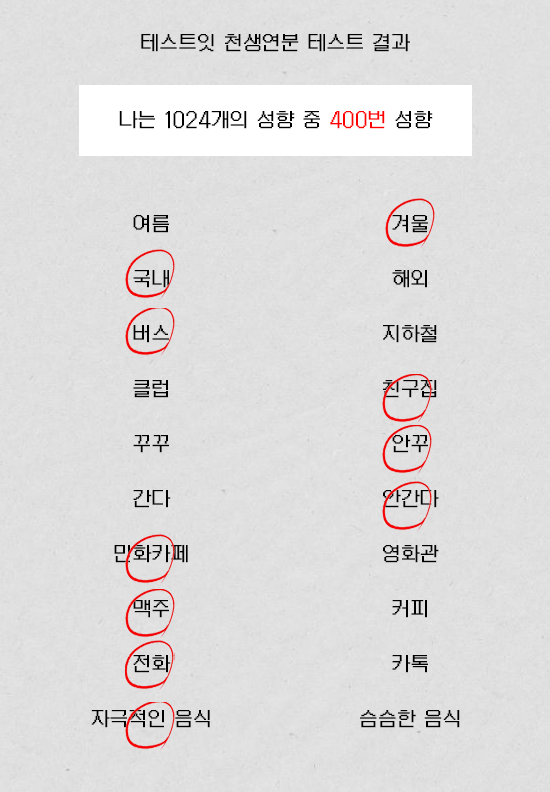 테스트잇 천생연분 테스트 결과
나는 1024개의 성향 중 400번 성향
여름 겨울
국내 해외
버스 지하철
클럽 친구집
꾸꾸 안꾸
간다 안간다
만화카페 영화관
맥주 커피
전화 카톡
자극적인 음식 슴슴한 음식